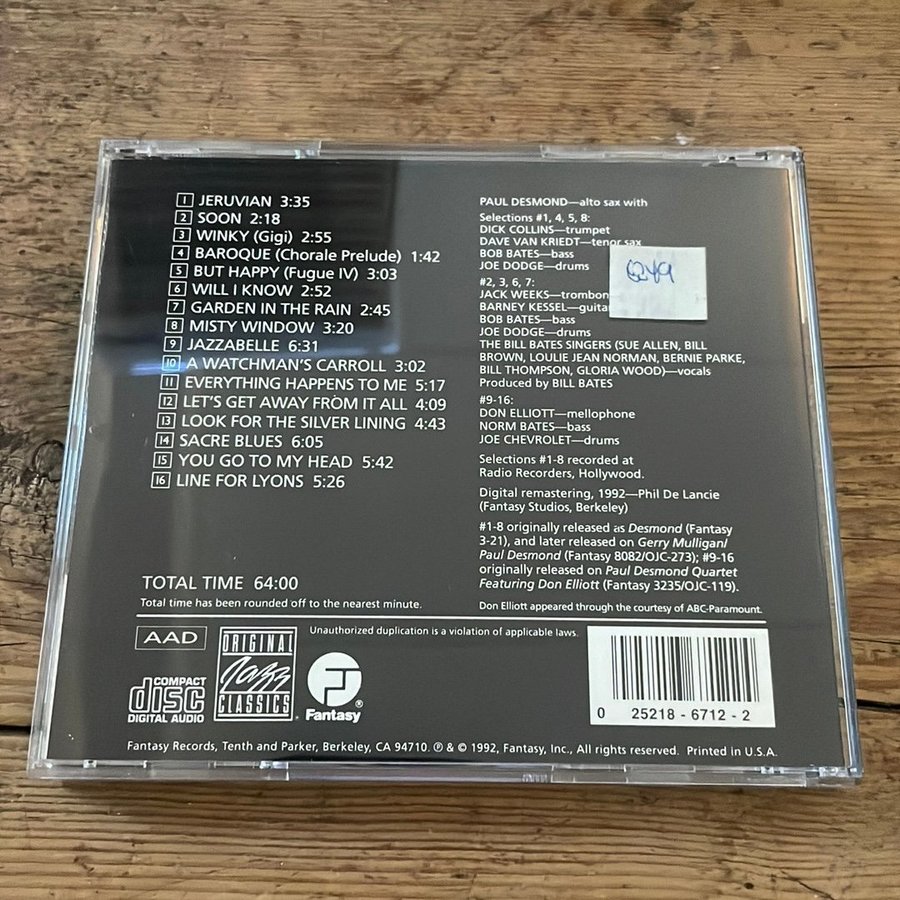 1 JERUVIAN 3:35
2 SOON 2:18
3 WINKY (Gigi) 2:55
4 BAROQUE (Chorale Prelude) 1:42
5 BUT HAPPY (Fugue IV) 3:03
6 WILL I KNOW 2:52
7 GARDEN IN THE RAIN 2:45
8 MISTY WINDOW 3:20
9 JAZZABELLE 6:31
10 A WATCHMAN'S CARROLL 3:02
11 EVERYTHING HAPPENS TO ME 5:17
12 LET'S GET AWAY FROM IT ALL 4:09
13 LOOK FOR THE SILVER LINING 4:43
14 SACRE BLUES 6:05
15 YOU GO TO MY HEAD 5:42
16 LINE FOR LYONS 5:26
TOTAL TIME 64:00
Total time has been rounded off to the nearest minute.
PAUL DESMOND—alto sax with
Selections #1, 4, 5, 8:
DICK COLLINS—trumpet
DAVE VAN KRIEDT—tenor sax
BOB BATES—bass
JOE DODGE—drums
#2, 3, 6, 7:
JACK WEEKS—trombon
BARNEY KESSEL—guita
BOB BATES—bass
JOE DODGE—drums
THE BILL BATES SINGERS (SUE ALLEN, BILL
BROWN, LOULIE JEAN NORMAN, BERNIE PARKE,
BILL THOMPSON, GLORIA WOOD)—vocals
Produced by BILL BATES
#9-16:
DON ELLIOTT—mellophone
NORM BATES—bass
JOE CHEVROLET—drums
Selections #1-8 recorded at
Radio Recorders, Hollywood.
Digital remastering, 1992—Phil De Lancie
(Fantasy Studios, Berkeley)
#1-8 originally released as Desmond (Fantasy
3-21), and later released on Gerry Mulligan/
Paul Desmond (Fantasy 8082/OJC-273); #9-16
originally released on Paul Desmond Quartet
Featuring Don Elliott (Fantasy 3235/OJC-119).
Don Elliott appeared through the courtesy of ABC-Paramount.
AAD
COMPACT
disc
DIGITAL AUDIO
ORIGINAL
Jazz
CLASSICS
Unauthorized duplication is a violation of applicable laws.
Fantasy®
0 25218-6712-2
Fantasy Records, Tenth and Parker, Berkeley, CA 94710. ℗ & © 1992, Fantasy, Inc., All rights reserved. Printed in U.S.A.